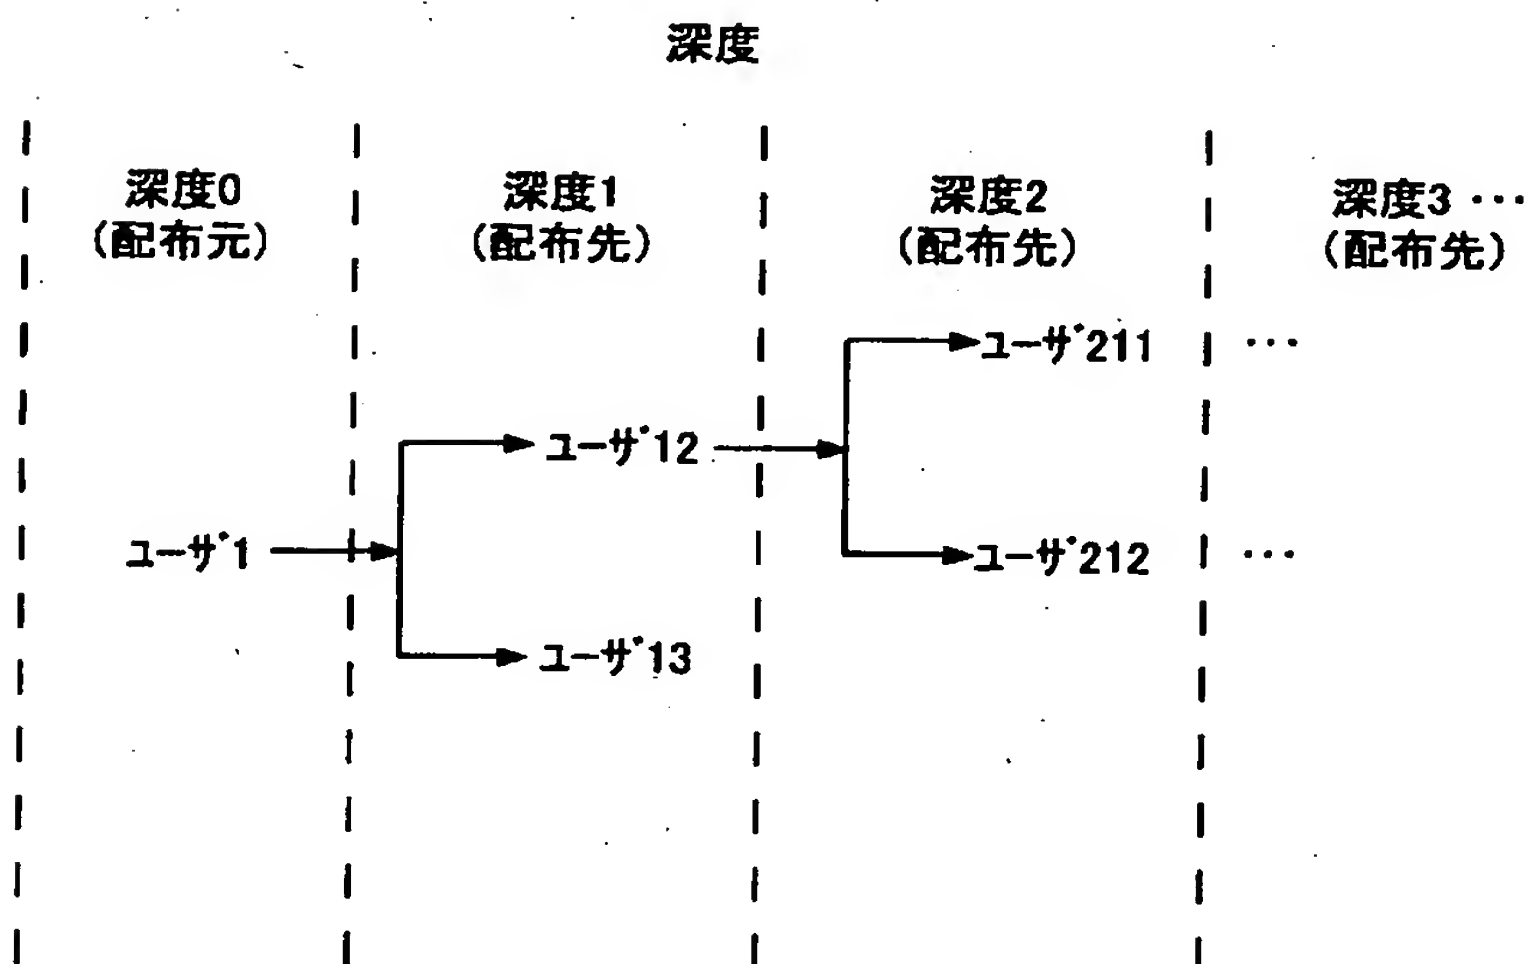 深度
深度0
(配布元)
深度1
(配布先)
深度2
(配布先)
深度3 ･･･
(配布先)
ﾕｰｻﾞ211
･･･
ﾕｰｻﾞ12
ﾕｰｻﾞ1
ﾕｰｻﾞ212
･･･
ﾕｰｻﾞ13